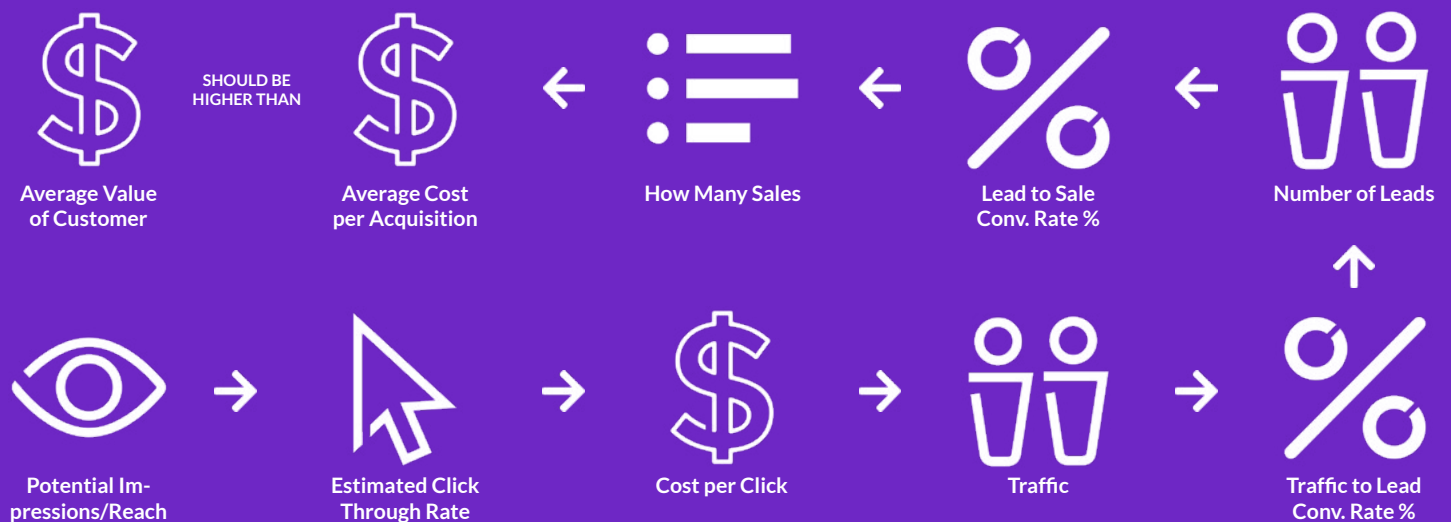 SHOULD BE
HIGHER THAN
Average Value
of Customer
Average Cost
per Acquisition
How Many Sales
Lead to Sale
Conv. Rate %
Number of Leads
Potential Im-
pressions/Reach
Estimated Click
Through Rate
Cost per Click
Traffic
Traffic to Lead
Conv. Rate %